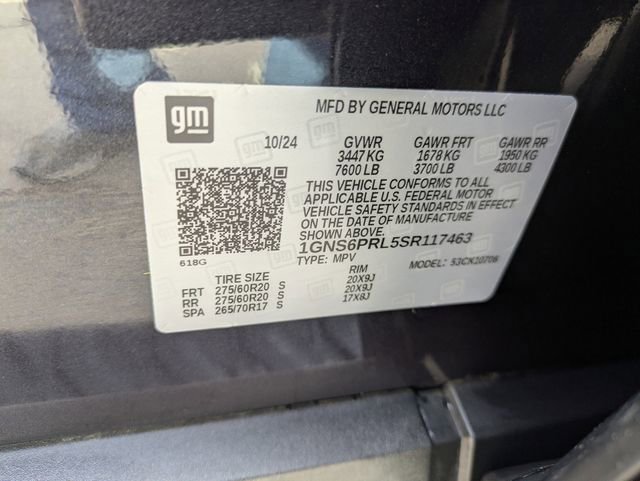 gm
MFD BY GENERAL MOTORS LLC
10/24 GVWR GAWR FRT GAWR RR
3447 KG 1678 KG 1950 KG
7600 LB 3700 LB 4300 LB
THIS VEHICLE CONFORMS TO ALL
APPLICABLE U.S. FEDERAL MOTOR
VEHICLE SAFETY STANDARDS IN EFFECT
ON THE DATE OF MANUFACTURE
SHOWN ABOVE.
1GNS6PRL5SR117463
618G
TYPE: MPV MODEL: 53CK10706
TIRE SIZE RIM
FRT 275/60R20 S 20X9J
RR 275/60R20 S 20X9J
SPA 265/70R17 S 17X8J